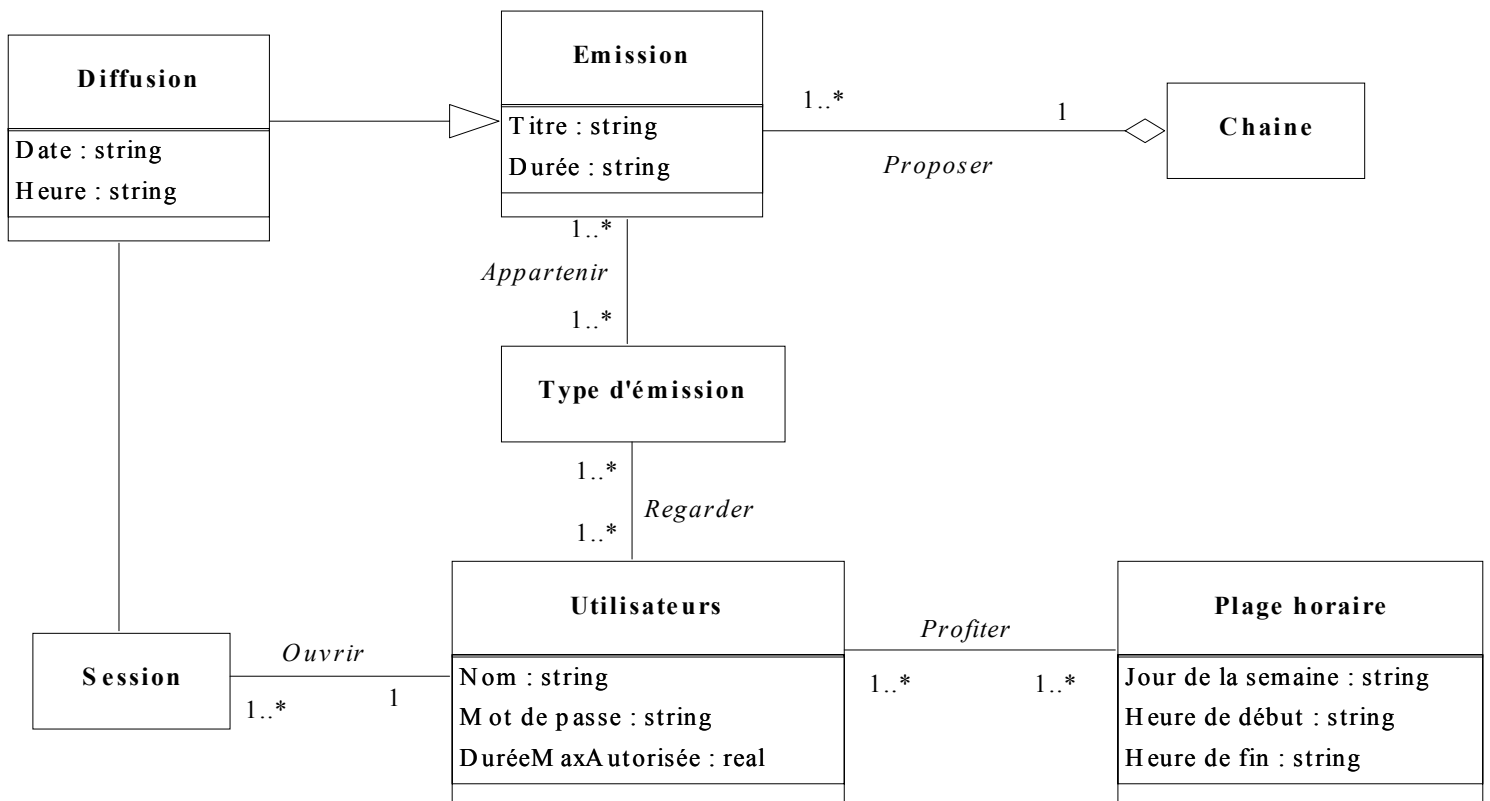 Diffusion
Date : string
Heure : string
Emission
Titre : string
Durée : string
1..*
1
Proposer
Chaine
1..*
Appartenir
1..*
Type d'émission
1..*
Regarder
1..*
Session
Ouvrir
1..*
1
Utilisateurs
Nom : string
Mot de passe : string
DuréeMaxAutorisée : real
Profiter
1..*
1..*
Plage horaire
Jour de la semaine : string
Heure de début : string
Heure de fin : string